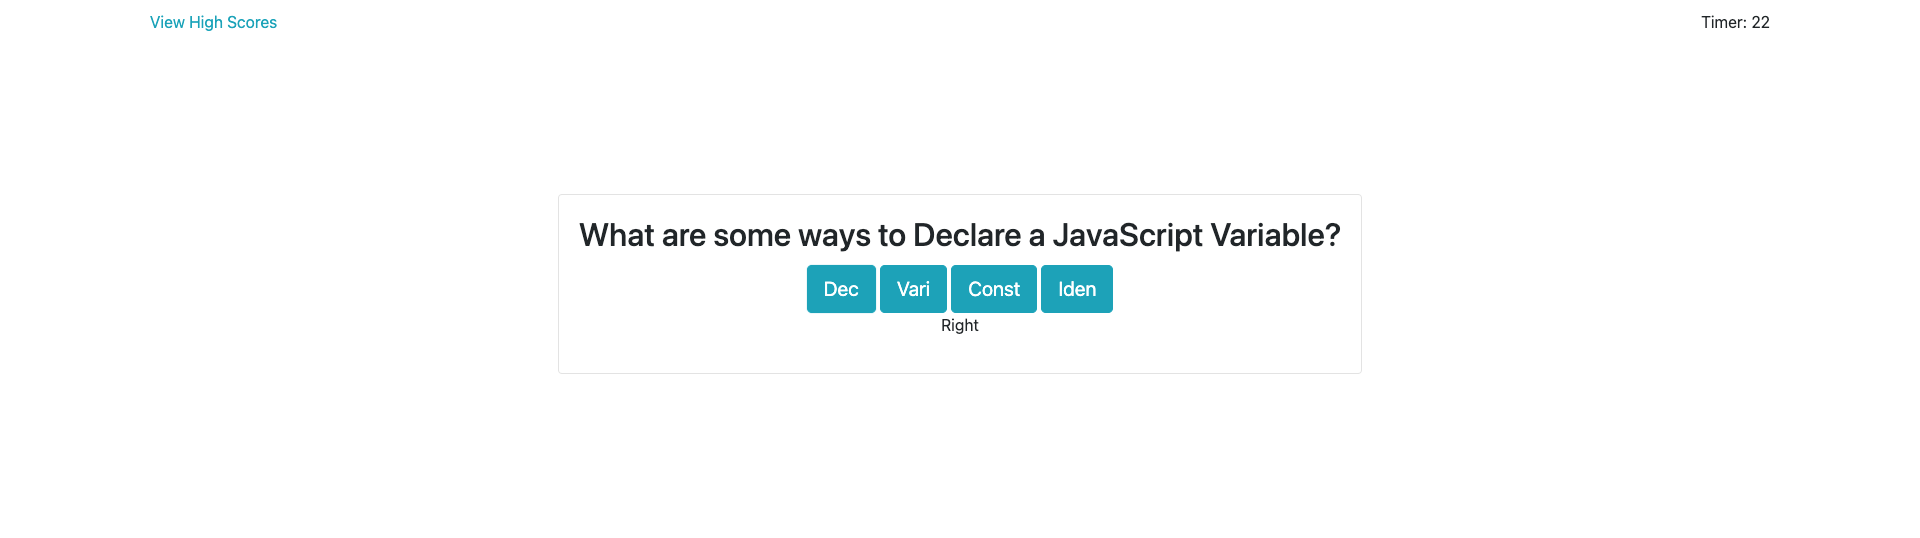 View High Scores
Timer: 22
What are some ways to Declare a JavaScript Variable?
Dec Vari Const Iden
Right